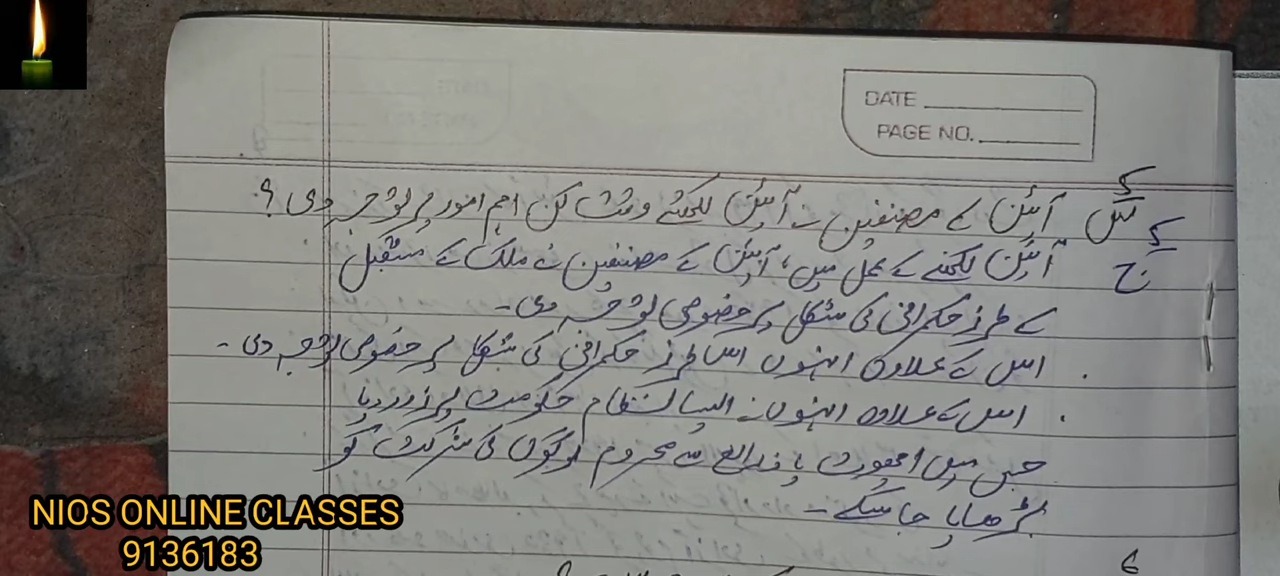 DATE
PAGE NO.
س آئین کے مصنفین نے آئین لکھتے وقت کن اہم امور پر توجہ دی ؟
ج آئین لکھنے کے عمل میں، آئین کے مصنفین نے ملک کے مستقبل
کے طرز حکمرانی کی شکل پر خصوصی توجہ دی۔
. اس کے علاوہ انہوں اس طرز حکمرانی کی شکل پر خصوصی توجہ دی ۔
. اس کے علاوہ انہوں نے ایسا نظام حکومت پر زور دیا
جس میں اچھوت یا ذرائع سے محروم لوگوں کی شرکت کو
بڑھایا جا سکے ۔
NIOS ONLINE CLASSES
9136183